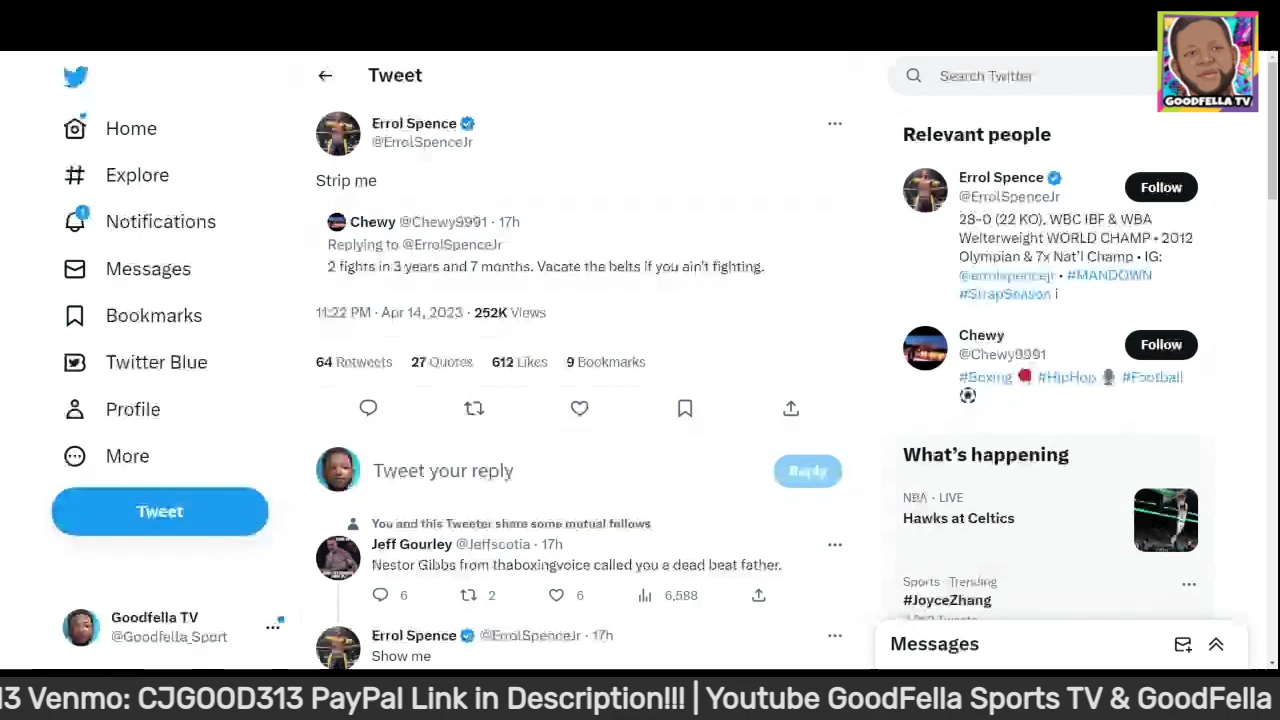 GOODFELLA TV
Home
Explore
Notifications
1
Messages
Bookmarks
Twitter Blue
Profile
More
Tweet
Goodfella TV
@Goodfella_Sport
Tweet
Errol Spence
@ErrolSpenceJr
Strip me
Chewy @Chewy9991 · 17h
Replying to @ErrolSpenceJr
2 fights in 3 years and 7 months. Vacate the belts if you ain't fighting.
11:22 PM · Apr 14, 2023 · 252K Views
64 Retweets 27 Quotes 612 Likes 9 Bookmarks
Tweet your reply
Reply
You and this Tweeter share some mutual follows
Jeff Gourley @Jeffscotia · 17h
Nestor Gibbs from thaboxingvoice called you a dead beat father.
6 2 6 6,588
Errol Spence @ErrolSpenceJr · 17h
Show me
Search Twitter
Relevant people
Errol Spence
@ErrolSpenceJr
Follow
28-0 (22 KO), WBC IBF & WBA
Welterweight WORLD CHAMP • 2012
Olympian & 7x Nat'l Champ • IG:
@errolspencejr • #MANDOWN
#StrapSeason i
Chewy
@Chewy9991
Follow
#Boxing 🥊 #HipHop 🎙 #Football
⚽
What's happening
NBA · LIVE
Hawks at Celtics
Sports · Trending
#JoyceZhang
Tweets
Messages
13 Venmo: CJGOOD313 PayPal Link in Description!!! | Youtube GoodFella Sports TV & GoodFella